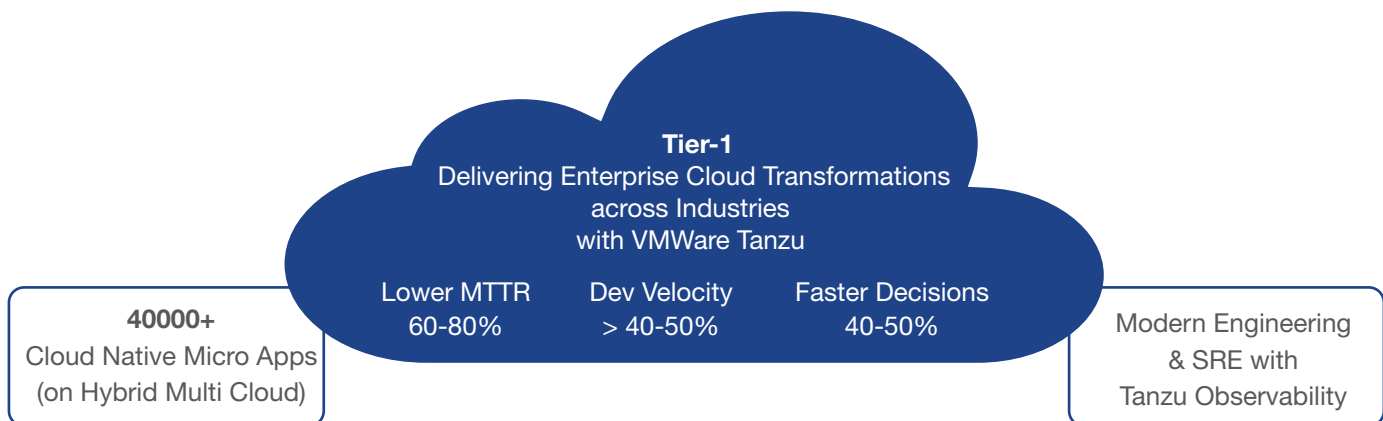 Tier-1
Delivering Enterprise Cloud Transformations
across Industries
with VMWare Tanzu
Lower MTTR
60-80%
Dev Velocity
> 40-50%
Faster Decisions
40-50%
40000+
Cloud Native Micro Apps
(on Hybrid Multi Cloud)
Modern Engineering
& SRE with
Tanzu Observability